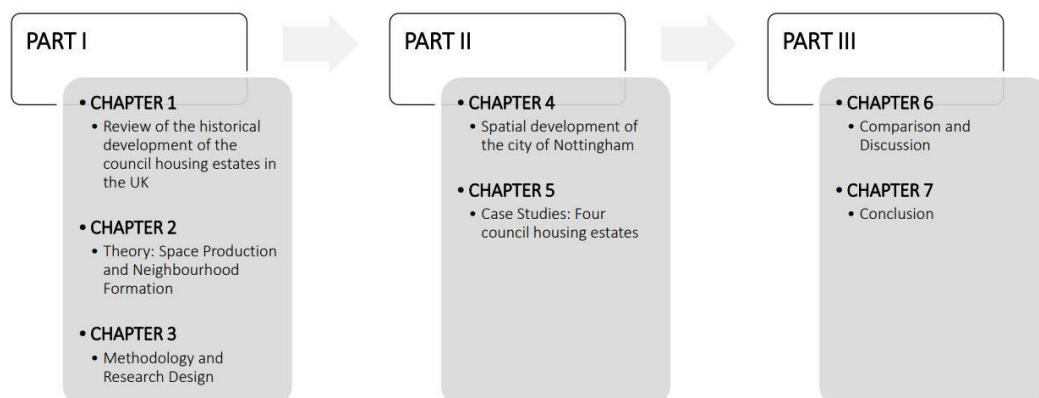 PART I
• CHAPTER 1
• Review of the historical
development of the
council housing estates in
the UK
• CHAPTER 2
• Theory: Space Production
and Neighbourhood
Formation
• CHAPTER 3
• Methodology and
Research Design
PART II
• CHAPTER 4
• Spatial development of
the city of Nottingham
• CHAPTER 5
• Case Studies: Four
council housing estates
PART III
• CHAPTER 6
• Comparison and
Discussion
• CHAPTER 7
• Conclusion